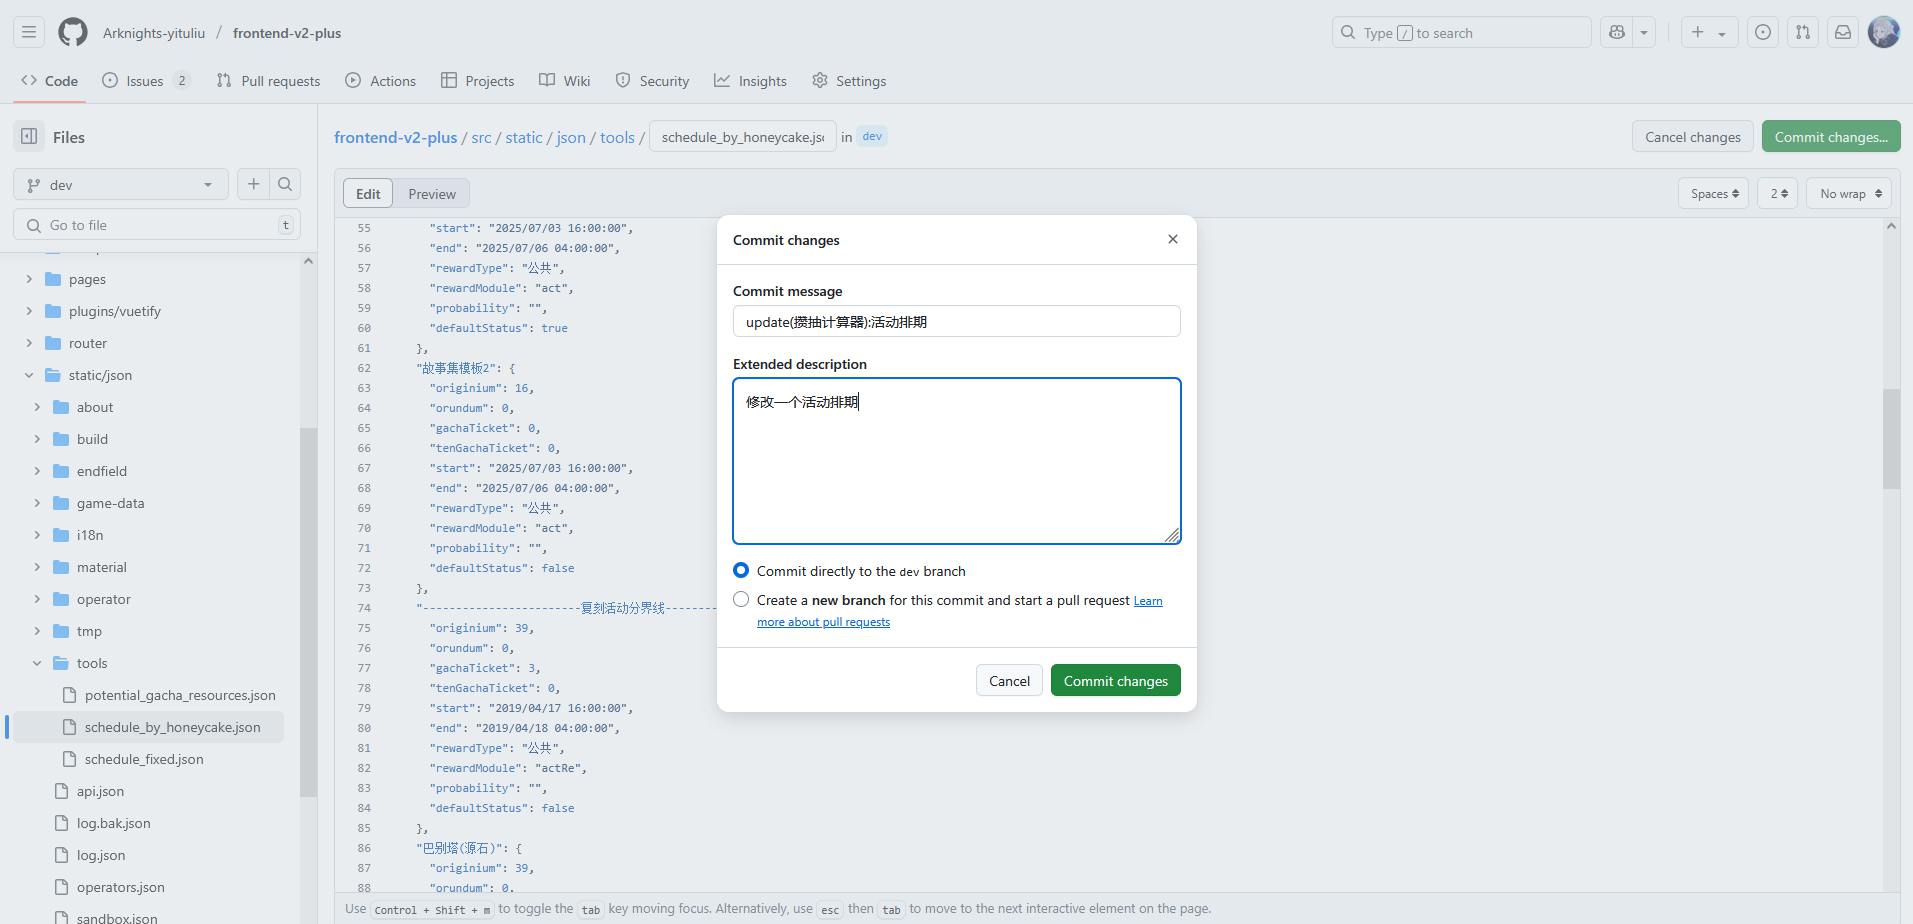 Arknights-yituliu / frontend-v2-plus
Type / to search
Code
Issues 2
Pull requests
Actions
Projects
Wiki
Security
Insights
Settings
Files
dev
Go to file
t
pages
plugins/vuetify
router
static/json
about
build
endfield
game-data
i18n
material
operator
tmp
tools
potential_gacha_resources.json
schedule_by_honeycake.json
schedule_fixed.json
api.json
log.bak.json
log.json
operators.json
sandbox.json
frontend-v2-plus / src / static / json / tools / schedule_by_honeycake.jsc in dev
Cancel changes
Commit changes...
Edit
Preview
Spaces
2
No wrap
55 "start": "2025/07/03 16:00:00",
56 "end": "2025/07/06 04:00:00",
57 "rewardType": "公共",
58 "rewardModule": "act",
59 "probability": "",
60 "defaultStatus": true
61 },
62 "故事集模板2": {
63 "originium": 16,
64 "orundum": 0,
65 "gachaTicket": 0,
66 "tenGachaTicket": 0,
67 "start": "2025/07/03 16:00:00",
68 "end": "2025/07/06 04:00:00",
69 "rewardType": "公共",
70 "rewardModule": "act",
71 "probability": "",
72 "defaultStatus": false
73 },
74 "------------------------复刻活动分界线--------
75 "originium": 39,
76 "orundum": 0,
77 "gachaTicket": 3,
78 "tenGachaTicket": 0,
79 "start": "2019/04/17 16:00:00",
80 "end": "2019/04/18 04:00:00",
81 "rewardType": "公共",
82 "rewardModule": "actRe",
83 "probability": "",
84 "defaultStatus": false
85 },
86 "巴别塔(源石)": {
87 "originium": 39,
88 "orundum": 0,
Use Control + Shift + m to toggle the tab key moving focus. Alternatively, use esc then tab to move to the next interactive element on the page.
Commit changes
Commit message
update(攒抽计算器):活动排期
Extended description
修改一个活动排期
Commit directly to the dev branch
Create a new branch for this commit and start a pull request Learn
more about pull requests
Cancel
Commit changes